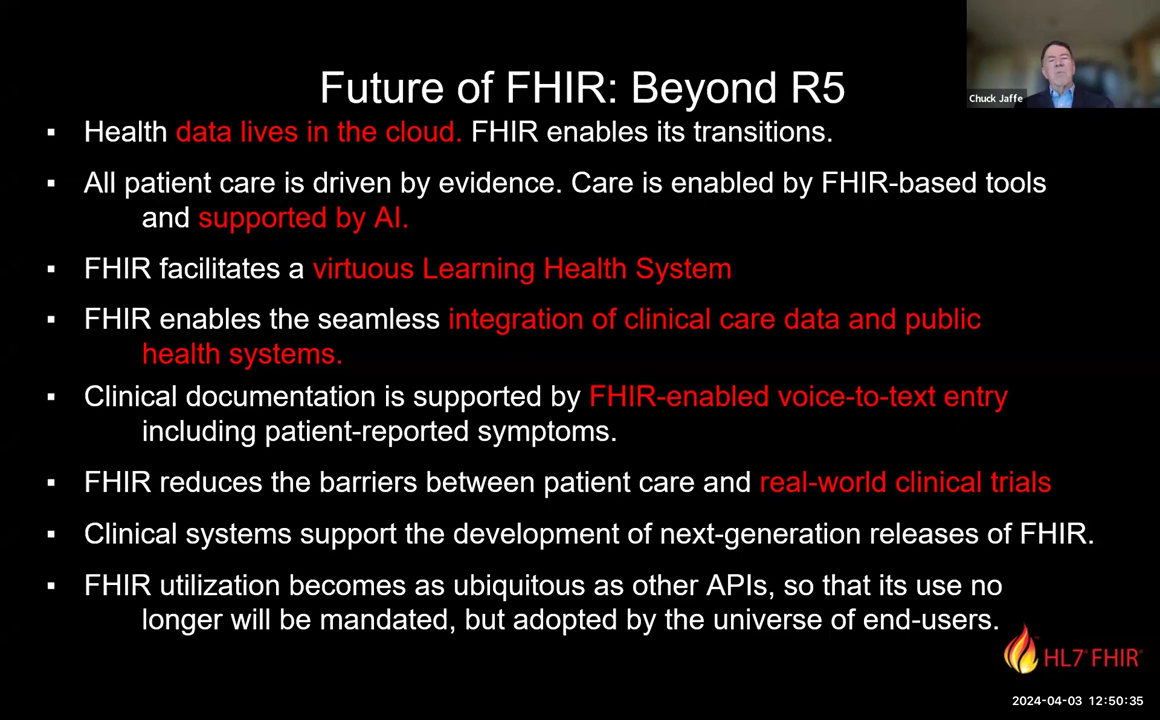 Chuck Jaffe
Future of FHIR: Beyond R5
▪ Health data lives in the cloud. FHIR enables its transitions.
▪ All patient care is driven by evidence. Care is enabled by FHIR-based tools
and supported by AI.
▪ FHIR facilitates a virtuous Learning Health System
▪ FHIR enables the seamless integration of clinical care data and public
health systems.
▪ Clinical documentation is supported by FHIR-enabled voice-to-text entry
including patient-reported symptoms.
▪ FHIR reduces the barriers between patient care and real-world clinical trials
▪ Clinical systems support the development of next-generation releases of FHIR.
▪ FHIR utilization becomes as ubiquitous as other APIs, so that its use no
longer will be mandated, but adopted by the universe of end-users.
HL7® FHIR®
2024-04-03 12:50:35